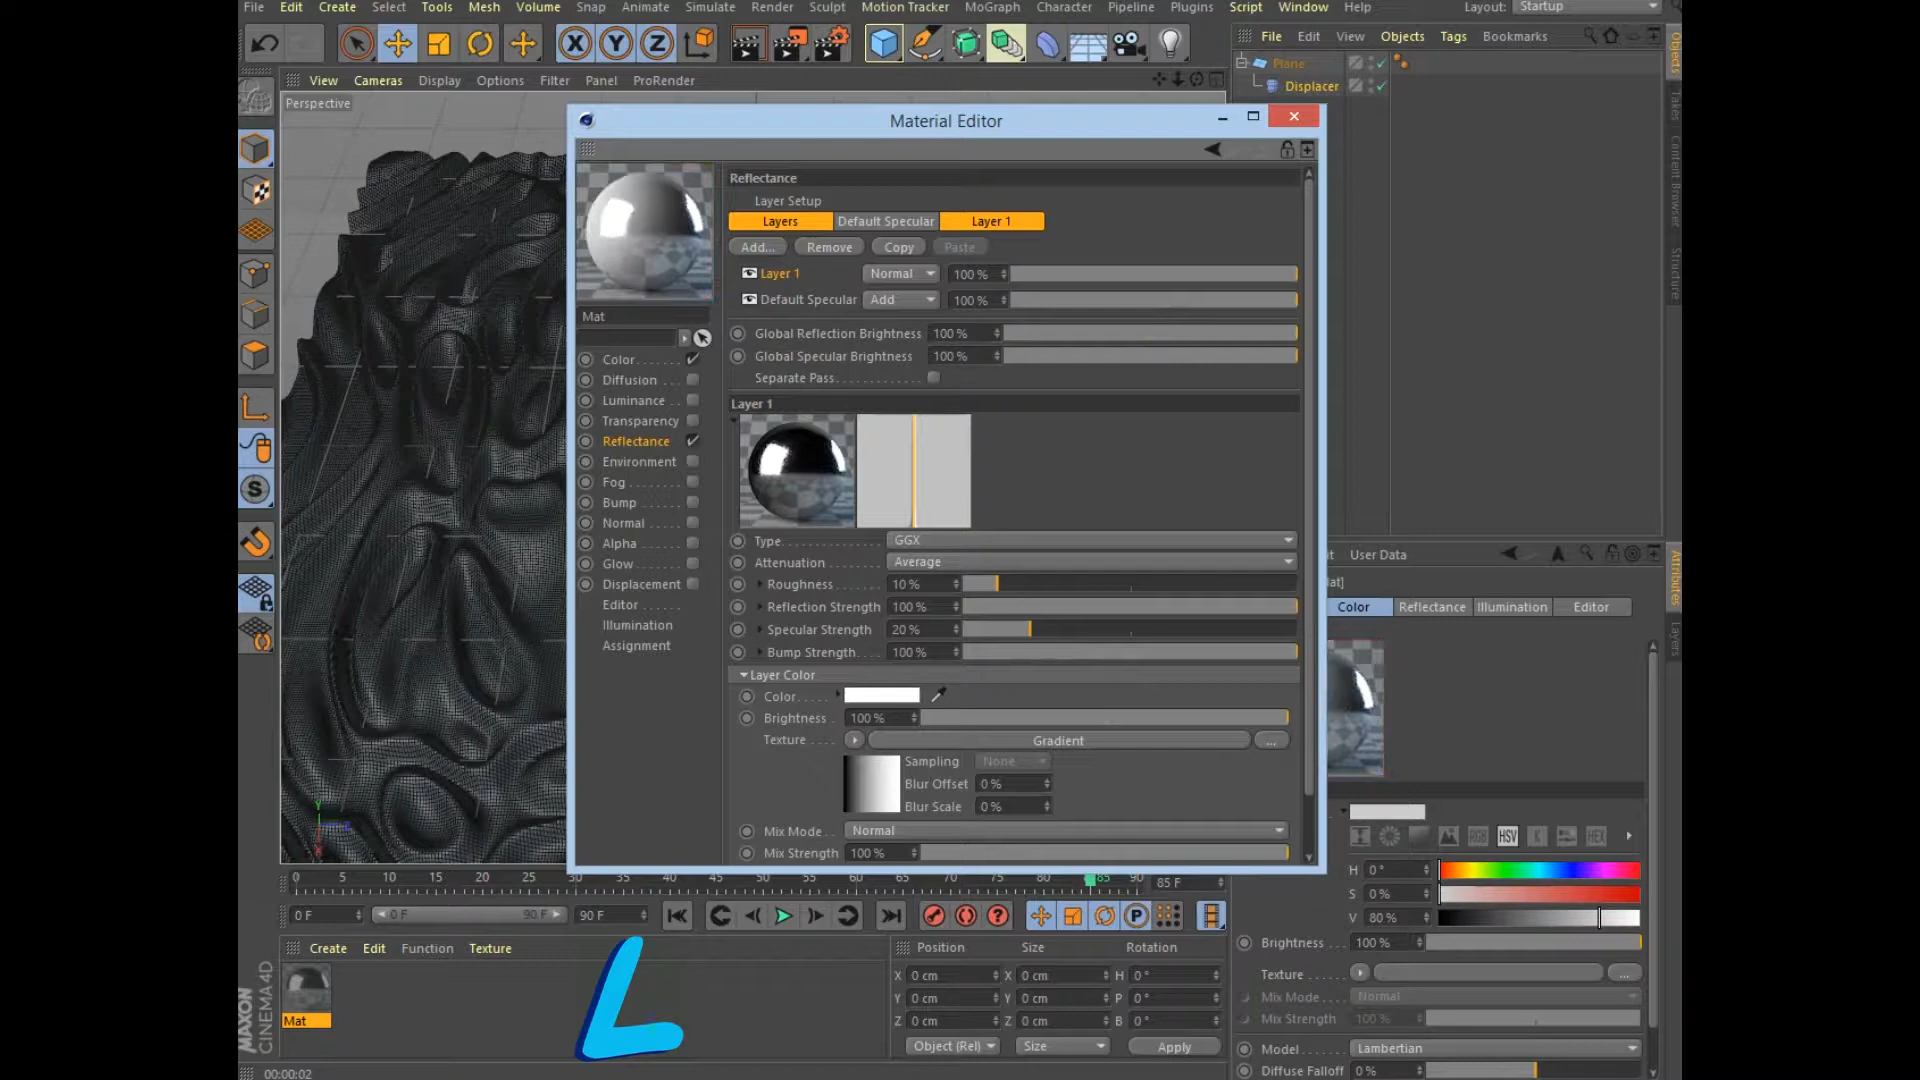 File Edit Create Select Tools Mesh Volume Snap Animate Simulate Render Sculpt Motion Tracker MoGraph Character Pipeline Plugins Script Window Help Layout: Startup
X Y Z
File Edit View Objects Tags Bookmarks
View Cameras Display Options Filter Panel ProRender
Perspective
Plane
Displacer
Objects
Takes
Content Browser
Structure
Material Editor
Reflectance
Layer Setup
Layers Default Specular Layer 1
Add... Remove Copy Paste
Layer 1 Normal 100 %
Default Specular Add 100 %
Mat
Global Reflection Brightness 100 %
Global Specular Brightness 100 %
Separate Pass
Color
Diffusion
Luminance
Transparency
Reflectance
Environment
Fog
Bump
Normal
Alpha
Glow
Displacement
Editor
Illumination
Assignment
Layer 1
Type GGX
Attenuation Average
Roughness 10 %
Reflection Strength 100 %
Specular Strength 20 %
Bump Strength 100 %
Layer Color
Color
Brightness 100 %
Texture Gradient ...
Sampling None
Blur Offset 0 %
Blur Scale 0 %
Mix Mode Normal
Mix Strength 100 %
User Data
Attributes
Layers
Color Reflectance Illumination Editor
RGB HSV K HEX
H 0 °
S 0 %
V 80 %
Brightness 100 %
Texture ...
Mix Mode Normal
Mix Strength 100 %
Model Lambertian
Diffuse Falloff 0 %
0 5 10 15 20 25 30 35 40 45 50 55 60 65 70 75 80 85 90 85 F
0 F 0 F 90 F 90 F
P
Create Edit Function Texture
Mat
MAXON
CINEMA 4D
L
Position Size Rotation
X 0 cm X 0 cm H 0 °
Y 0 cm Y 0 cm P 0 °
Z 0 cm Z 0 cm B 0 °
Object (Rel) Size Apply
00:00:02